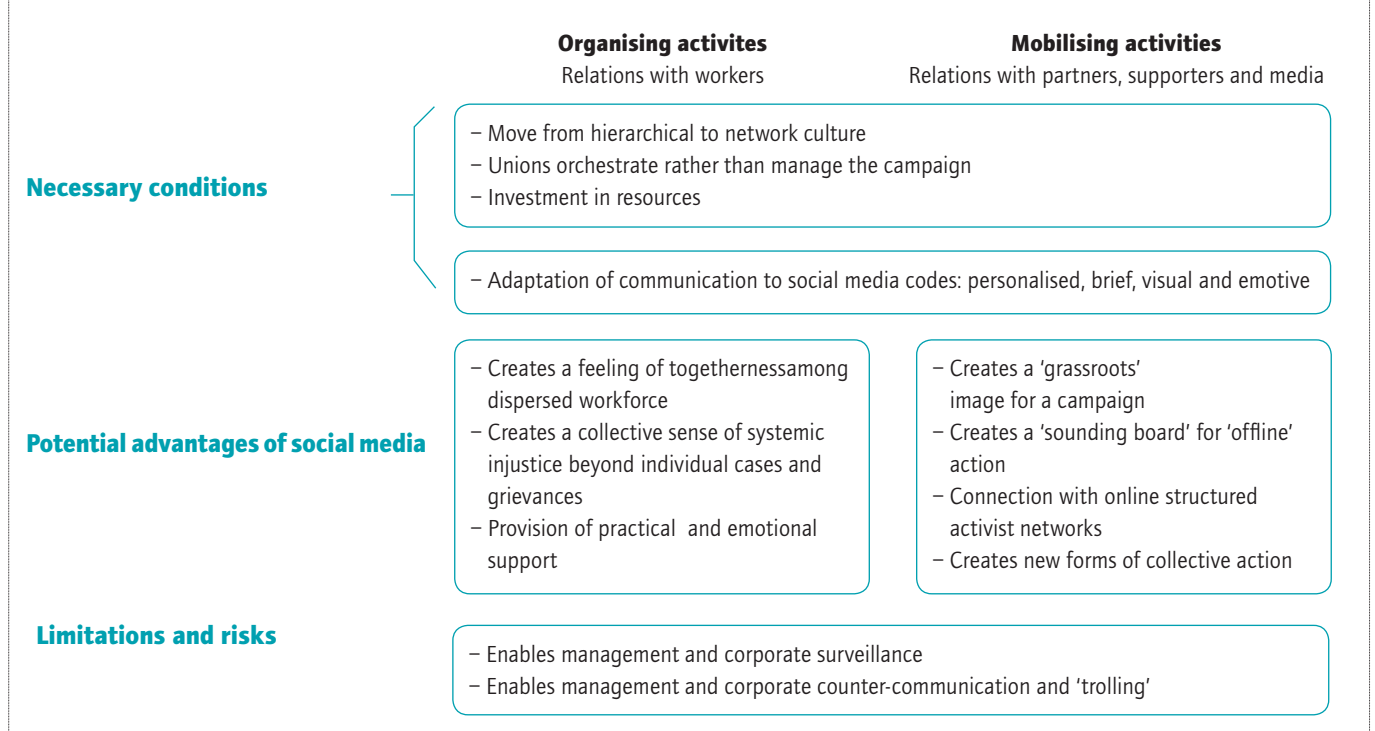 Organising activites
Mobilising activities
Relations with workers
Relations with partners, supporters and media
Necessary conditions
– Move from hierarchical to network culture
– Unions orchestrate rather than manage the campaign
– Investment in resources
– Adaptation of communication to social media codes: personalised, brief, visual and emotive
Potential advantages of social media
– Creates a feeling of togethernessamong
dispersed workforce
– Creates a collective sense of systemic
injustice beyond individual cases and
grievances
– Provision of practical and emotional
support
– Creates a ‘grassroots’
image for a campaign
– Creates a ‘sounding board’ for ‘offline’
action
– Connection with online structured
activist networks
– Creates new forms of collective action
Limitations and risks
– Enables management and corporate surveillance
– Enables management and corporate counter-communication and ‘trolling’